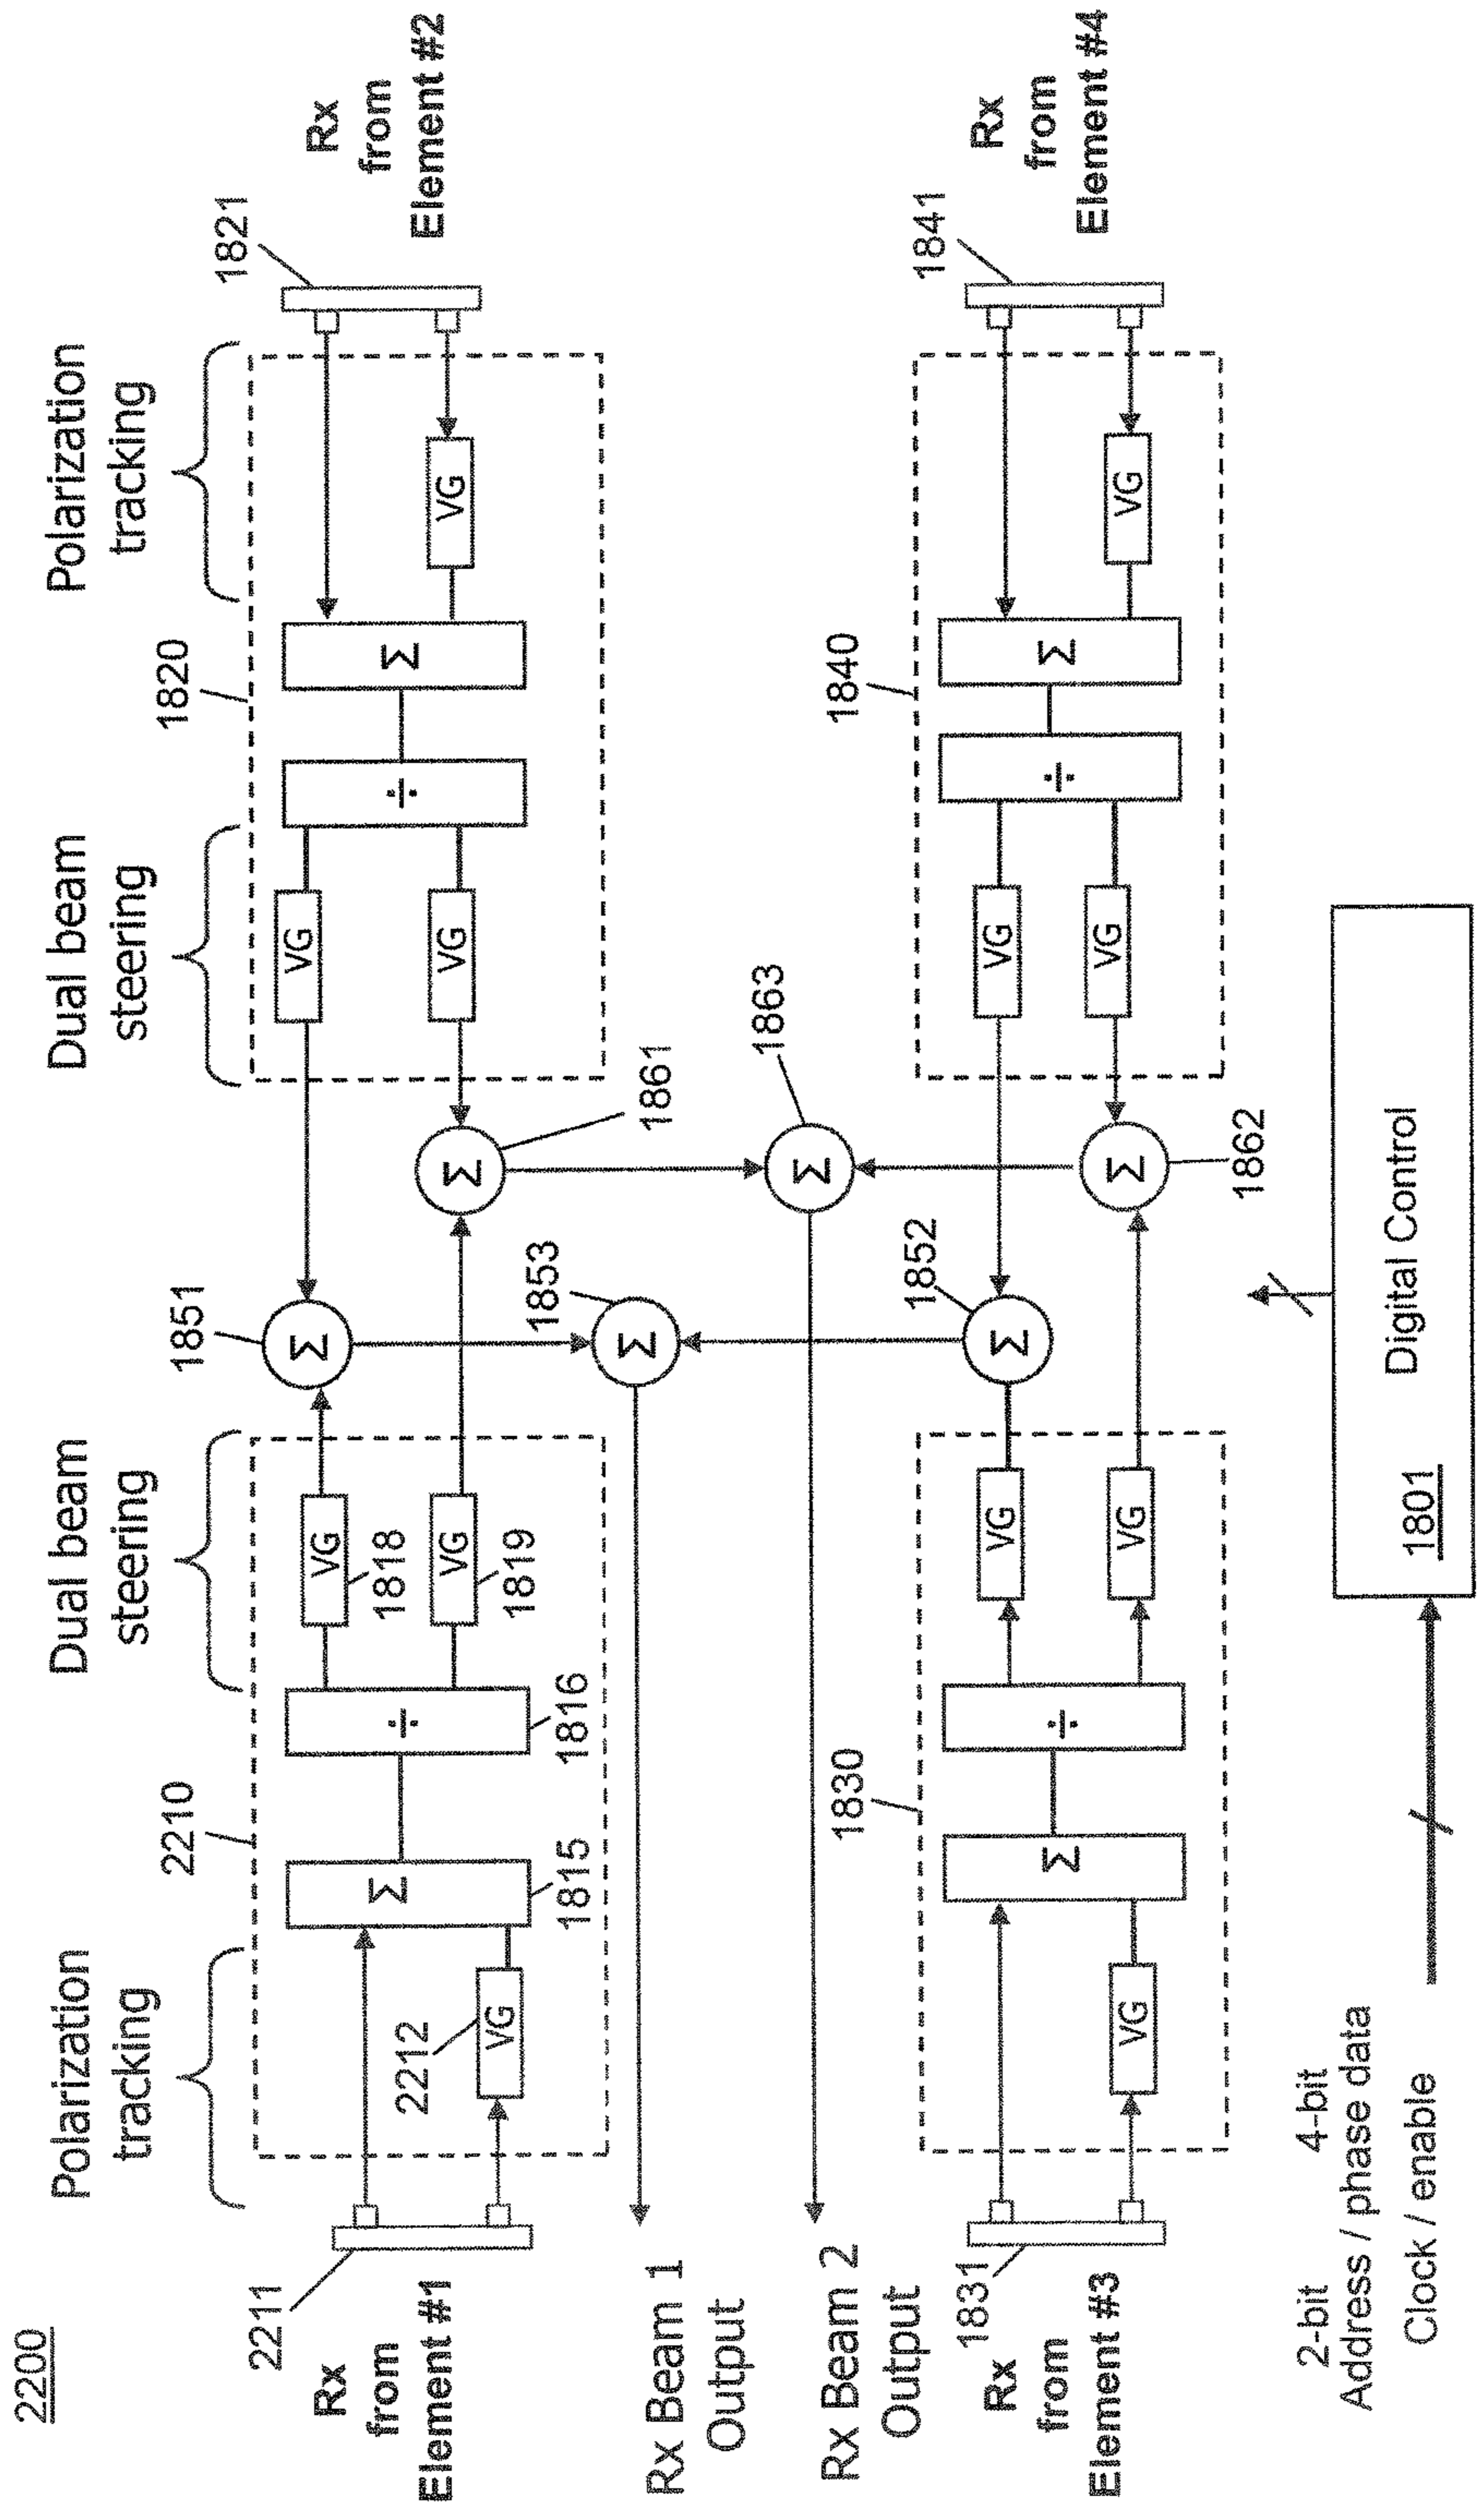 2200
Polarization
tracking
Dual beam
steering
Dual beam
steering
Polarization
tracking
2210
1820
2211
1821
Rx
from
Element #1
2212
VG
Σ
1815
÷
1816
VG
1818
VG
1819
1851
Σ
Σ
1861
VG
VG
÷
Σ
VG
Rx
from
Element #2
1853
Σ
1863
Σ
Rx Beam 1
Output
Rx Beam 2
Output
1830
1840
1831
1841
Rx
from
Element #3
VG
Σ
÷
VG
VG
1852
Σ
Σ
1862
VG
VG
÷
Σ
VG
Rx
from
Element #4
2-bit 4-bit
Address / phase data
Clock / enable
1801
Digital Control